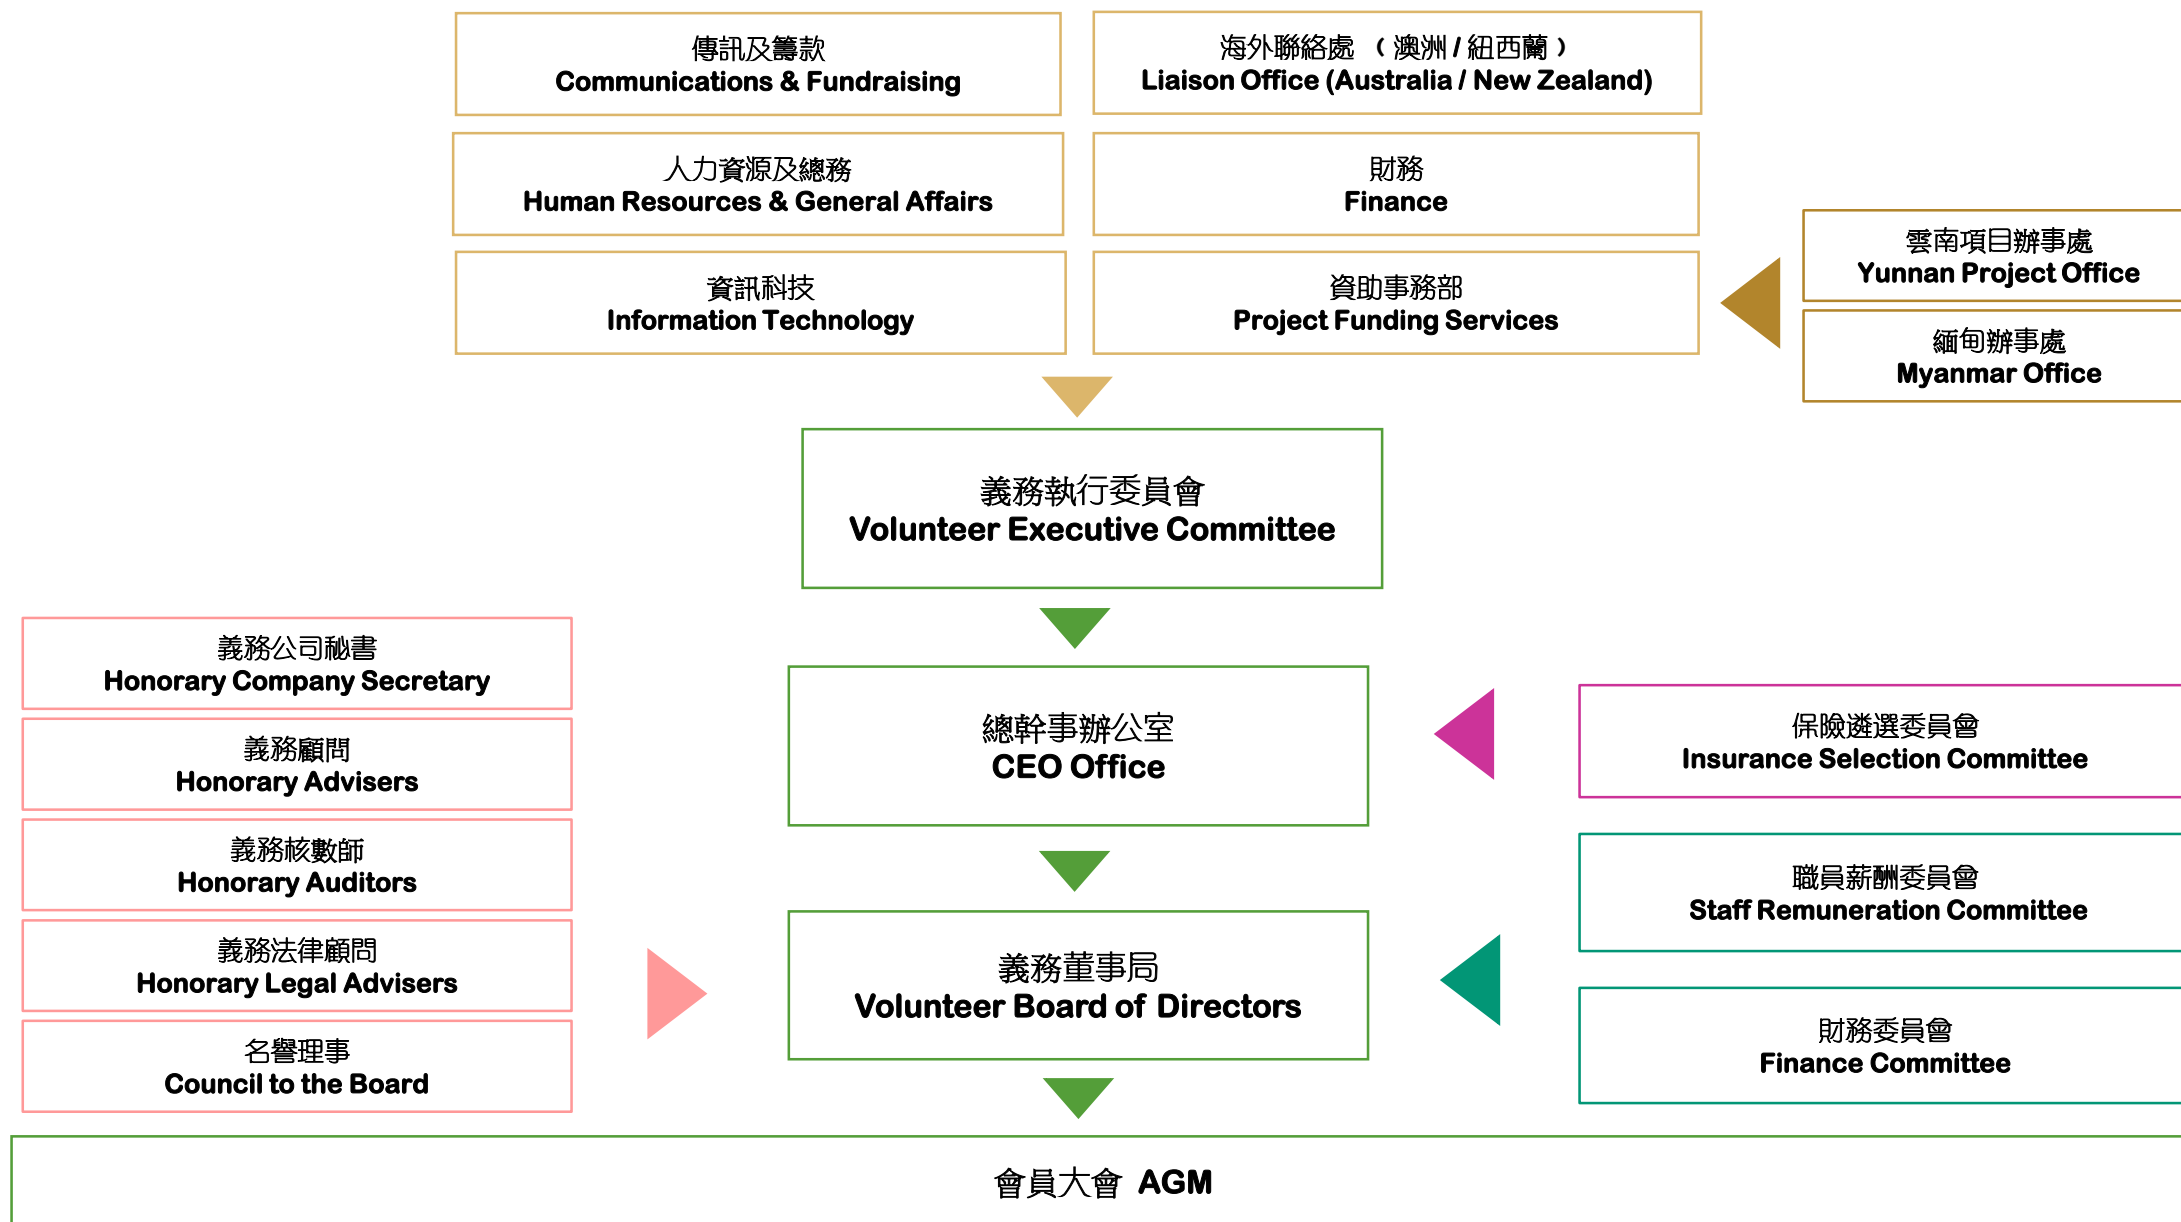 傳訊及籌款
Communications & Fundraising
海外聯絡處 （澳洲 / 紐西蘭）
Liaison Office (Australia / New Zealand)
人力資源及總務
Human Resources & General Affairs
財務
Finance
資訊科技
Information Technology
資助事務部
Project Funding Services
雲南項目辦事處
Yunnan Project Office
緬甸辦事處
Myanmar Office
義務執行委員會
Volunteer Executive Committee
義務公司秘書
Honorary Company Secretary
義務顧問
Honorary Advisers
義務核數師
Honorary Auditors
義務法律顧問
Honorary Legal Advisers
名譽理事
Council to the Board
總幹事辦公室
CEO Office
保險遴選委員會
Insurance Selection Committee
職員薪酬委員會
Staff Remuneration Committee
義務董事局
Volunteer Board of Directors
財務委員會
Finance Committee
會員大會 AGM